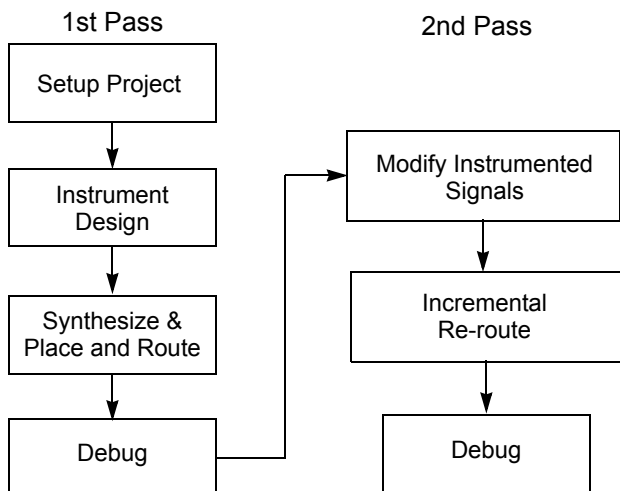 1st Pass
Setup Project
Instrument
Design
Synthesize &
Place and Route
Debug
2nd Pass
Modify Instrumented
Signals
Incremental
Re-route
Debug